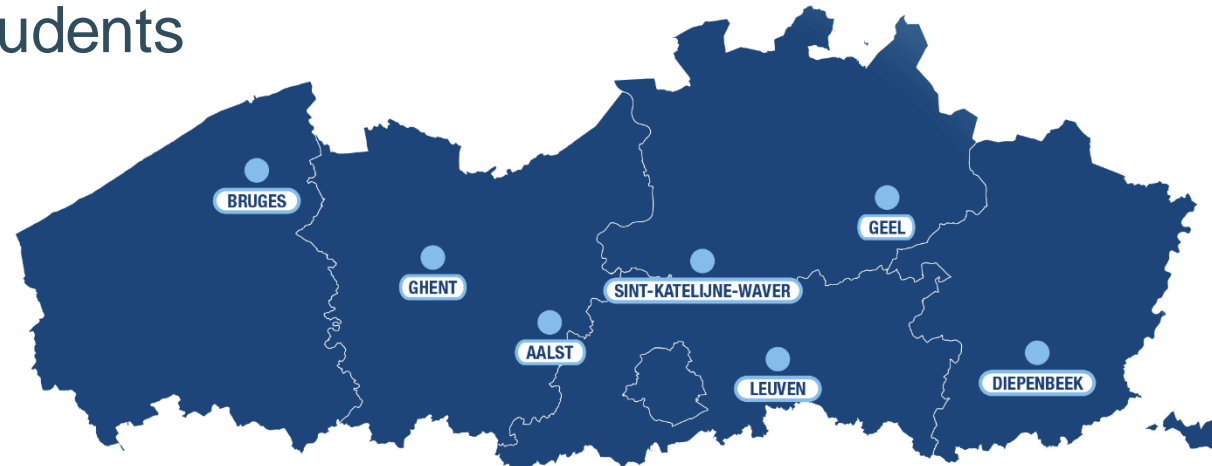 udents
BRUGES
GEEL
GHENT
SINT-KATELIJNE-WAVER
AALST
LEUVEN
DIEPENBEEK